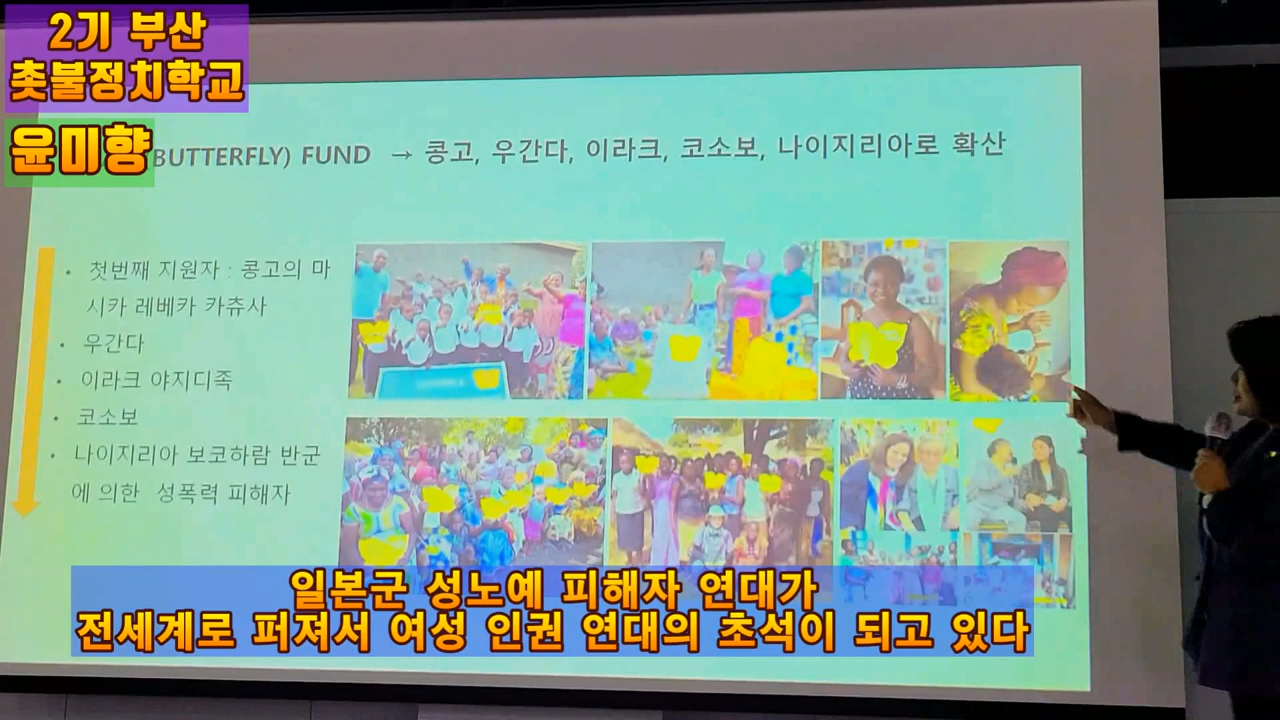 2기 부산
촛불정치학교
윤미향
(BUTTERFLY) FUND → 콩고, 우간다, 이라크, 코소보, 나이지리아로 확산
• 첫번째 지원자 : 콩고의 마
시카 레베카 카츄사
• 우간다
• 이라크 야지디족
• 코소보
• 나이지리아 보코하람 반군
에 의한 성폭력 피해자
일본군 성노예 피해자 연대가
전세계로 퍼져서 여성 인권 연대의 초석이 되고 있다